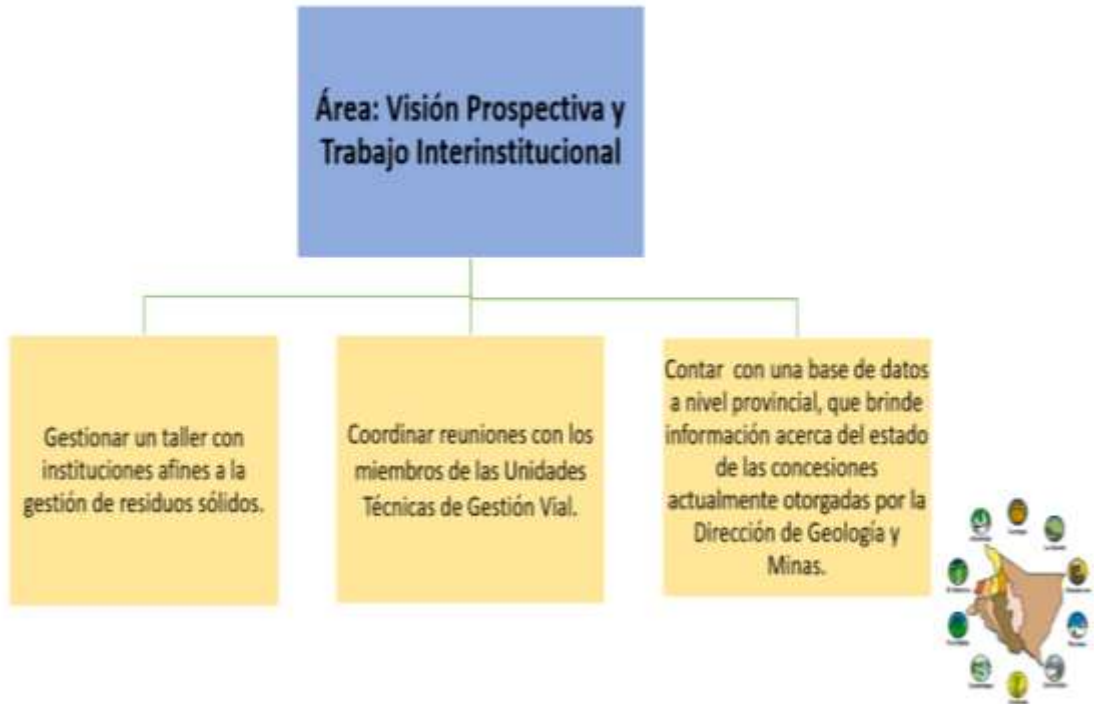 Área: Visión Prospectiva y
Trabajo Interinstitucional
Gestionar un taller con
instituciones afines a la
gestión de residuos sólidos.
Coordinar reuniones con los
miembros de las Unidades
Técnicas de Gestión Vial.
Contar con una base de datos
a nivel provincial, que brinde
información acerca del estado
de las concesiones
actualmente otorgadas por la
Dirección de Geología y
Minas.